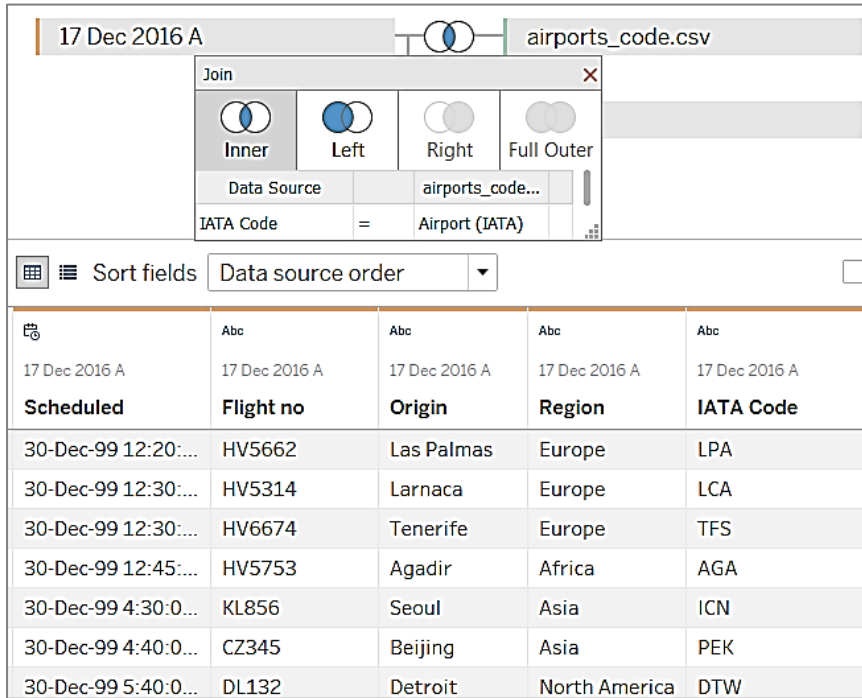 17 Dec 2016 A airports_code.csv
Join
Inner Left Right Full Outer
Data Source airports_code...
IATA Code = Airport (IATA)
Sort fields Data source order
Abc Abc Abc Abc
17 Dec 2016 A 17 Dec 2016 A 17 Dec 2016 A 17 Dec 2016 A 17 Dec 2016 A
Scheduled Flight no Origin Region IATA Code
30-Dec-99 12:20:... HV5662 Las Palmas Europe LPA
30-Dec-99 12:30:... HV5314 Larnaca Europe LCA
30-Dec-99 12:30:... HV6674 Tenerife Europe TFS
30-Dec-99 12:45:... HV5753 Agadir Africa AGA
30-Dec-99 4:30:0... KL856 Seoul Asia ICN
30-Dec-99 4:40:0... CZ345 Beijing Asia PEK
30-Dec-99 5:40:0... DL132 Detroit North America DTW